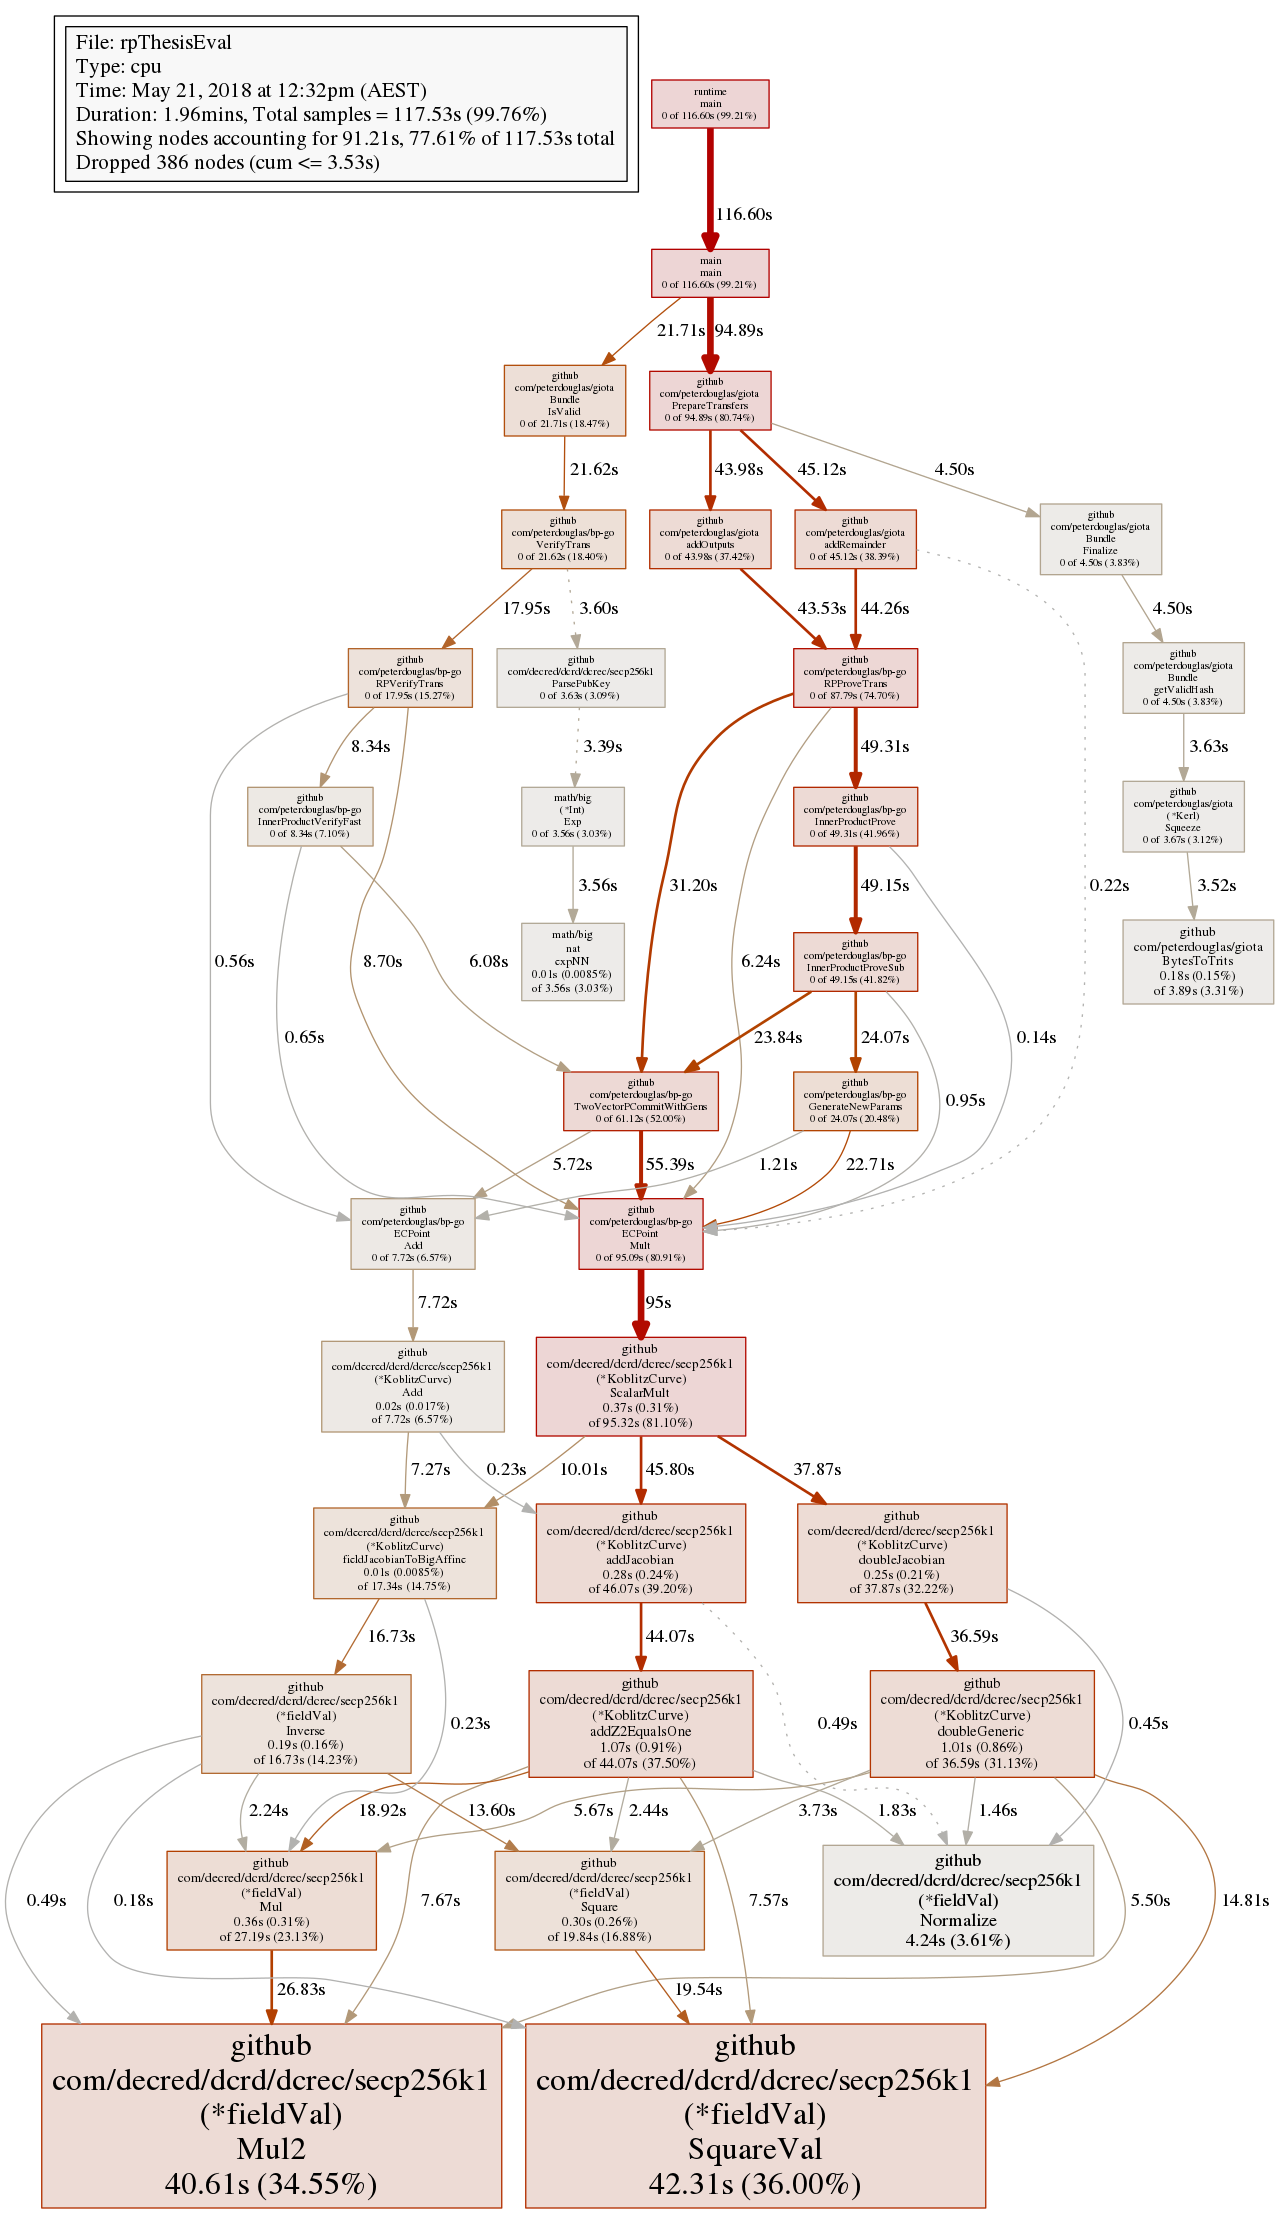 File: rpThesisEval
Type: cpu
Time: May 21, 2018 at 12:32pm (AEST)
Duration: 1.96mins, Total samples = 117.53s (99.76%)
Showing nodes accounting for 91.21s, 77.61% of 117.53s total
Dropped 386 nodes (cum <= 3.53s)
runtime
main
0 of 116.60s (99.21%)
116.60s
main
main
0 of 116.60s (99.21%)
21.71s
94.89s
github
com/peterdouglas/giota
Bundle
IsValid
0 of 21.71s (18.47%)
github
com/peterdouglas/giota
PrepareTransfers
0 of 94.89s (80.74%)
21.62s
43.98s
45.12s
4.50s
github
com/peterdouglas/bp-go
VerifyTrans
0 of 21.62s (18.40%)
github
com/peterdouglas/giota
addOutputs
0 of 43.98s (37.42%)
github
com/peterdouglas/giota
addRemainder
0 of 45.12s (38.39%)
github
com/peterdouglas/giota
Bundle
Finalize
0 of 4.50s (3.83%)
17.95s
3.60s
43.53s
44.26s
4.50s
github
com/peterdouglas/bp-go
RPVerifyTrans
0 of 17.95s (15.27%)
github
com/decred/dcrd/dcrec/secp256k1
ParsePubKey
0 of 3.63s (3.09%)
github
com/peterdouglas/bp-go
RPProveTrans
0 of 87.79s (74.70%)
github
com/peterdouglas/giota
Bundle
getValidHash
0 of 4.50s (3.83%)
8.34s
3.39s
49.31s
3.63s
github
com/peterdouglas/bp-go
InnerProductVerifyFast
0 of 8.34s (7.10%)
math/big
(*Int)
Exp
0 of 3.56s (3.03%)
github
com/peterdouglas/bp-go
InnerProductProve
0 of 49.31s (41.96%)
github
com/peterdouglas/giota
(*Kerl)
Squeeze
0 of 3.67s (3.12%)
3.56s
31.20s
49.15s
0.22s
3.52s
math/big
nat
expNN
0.01s (0.0085%)
of 3.56s (3.03%)
github
com/peterdouglas/bp-go
InnerProductProveSub
0 of 49.15s (41.82%)
github
com/peterdouglas/giota
BytesToTrits
0.18s (0.15%)
of 3.89s (3.31%)
0.56s
8.70s
6.08s
6.24s
0.65s
23.84s
24.07s
0.14s
github
com/peterdouglas/bp-go
TwoVectorPCommitWithGens
0 of 61.12s (52.00%)
github
com/peterdouglas/bp-go
GenerateNewParams
0 of 24.07s (20.48%)
0.95s
5.72s
55.39s
1.21s
22.71s
github
com/peterdouglas/bp-go
ECPoint
Add
0 of 7.72s (6.57%)
github
com/peterdouglas/bp-go
ECPoint
Mult
0 of 95.09s (80.91%)
7.72s
95s
github
com/decred/dcrd/dcrec/secp256k1
(*KoblitzCurve)
Add
0.02s (0.017%)
of 7.72s (6.57%)
github
com/decred/dcrd/dcrec/secp256k1
(*KoblitzCurve)
ScalarMult
0.37s (0.31%)
of 95.32s (81.10%)
7.27s
0.23s
10.01s
45.80s
37.87s
github
com/decred/dcrd/dcrec/secp256k1
(*KoblitzCurve)
fieldJacobianToBigAffine
0.01s (0.0085%)
of 17.34s (14.75%)
github
com/decred/dcrd/dcrec/secp256k1
(*KoblitzCurve)
addJacobian
0.28s (0.24%)
of 46.07s (39.20%)
github
com/decred/dcrd/dcrec/secp256k1
(*KoblitzCurve)
doubleJacobian
0.25s (0.21%)
of 37.87s (32.22%)
16.73s
44.07s
36.59s
github
com/decred/dcrd/dcrec/secp256k1
(*fieldVal)
Inverse
0.19s (0.16%)
of 16.73s (14.23%)
0.23s
github
com/decred/dcrd/dcrec/secp256k1
(*KoblitzCurve)
addZ2EqualsOne
1.07s (0.91%)
of 44.07s (37.50%)
0.49s
github
com/decred/dcrd/dcrec/secp256k1
(*KoblitzCurve)
doubleGeneric
1.01s (0.86%)
of 36.59s (31.13%)
0.45s
2.24s
18.92s
13.60s
5.67s
2.44s
3.73s
1.83s
1.46s
github
com/decred/dcrd/dcrec/secp256k1
(*fieldVal)
Mul
0.36s (0.31%)
of 27.19s (23.13%)
github
com/decred/dcrd/dcrec/secp256k1
(*fieldVal)
Square
0.30s (0.26%)
of 19.84s (16.88%)
github
com/decred/dcrd/dcrec/secp256k1
(*fieldVal)
Normalize
4.24s (3.61%)
0.49s
0.18s
7.67s
7.57s
5.50s
14.81s
26.83s
19.54s
github
com/decred/dcrd/dcrec/secp256k1
(*fieldVal)
Mul2
40.61s (34.55%)
github
com/decred/dcrd/dcrec/secp256k1
(*fieldVal)
SquareVal
42.31s (36.00%)